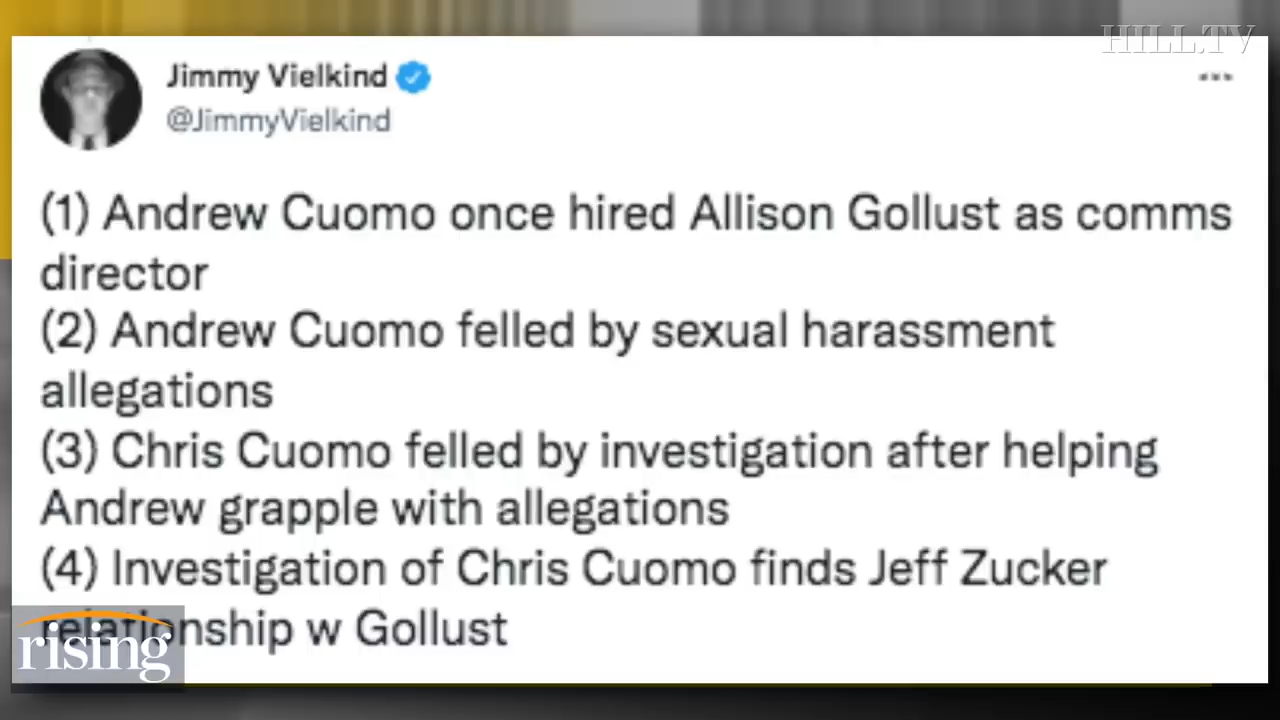 HILL.TV
Jimmy Vielkind
@JimmyVielkind
(1) Andrew Cuomo once hired Allison Gollust as comms
director
(2) Andrew Cuomo felled by sexual harassment
allegations
(3) Chris Cuomo felled by investigation after helping
Andrew grapple with allegations
(4) Investigation of Chris Cuomo finds Jeff Zucker
relationship w Gollust
rising